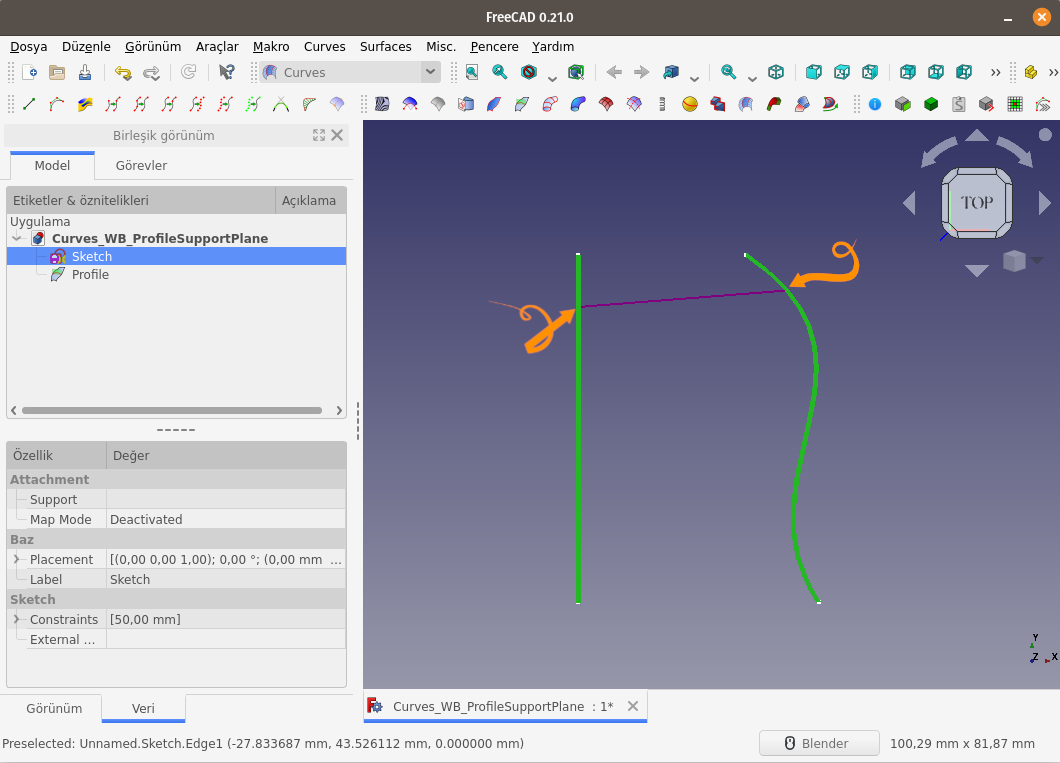 FreeCAD 0.21.0
Dosya Düzenle Görünüm Araçlar Makro Curves Surfaces Misc. Pencere Yardım
Curves
Birleşik görünüm
Model Görevler
Etiketler & öznitelikleri Açıklama
Uygulama
Curves_WB_ProfileSupportPlane
Sketch
Profile
Özellik Değer
Attachment
Support
Map Mode Deactivated
Baz
Placement [(0,00 0,00 1,00); 0,00 °; (0,00 mm ...
Label Sketch
Sketch
Constraints [50,00 mm]
External ...
Görünüm Veri
TOP
Y
Z X
Curves_WB_ProfileSupportPlane : 1*
Preselected: Unnamed.Sketch.Edge1 (-27.833687 mm, 43.526112 mm, 0.000000 mm)
Blender 100,29 mm x 81,87 mm